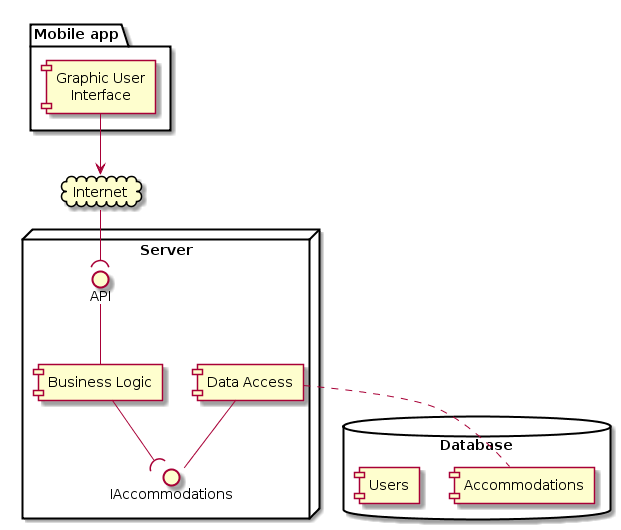 Mobile app
Graphic User
Interface
Internet
Server
API
Business Logic
Data Access
IAccommodations
Database
Users
Accommodations